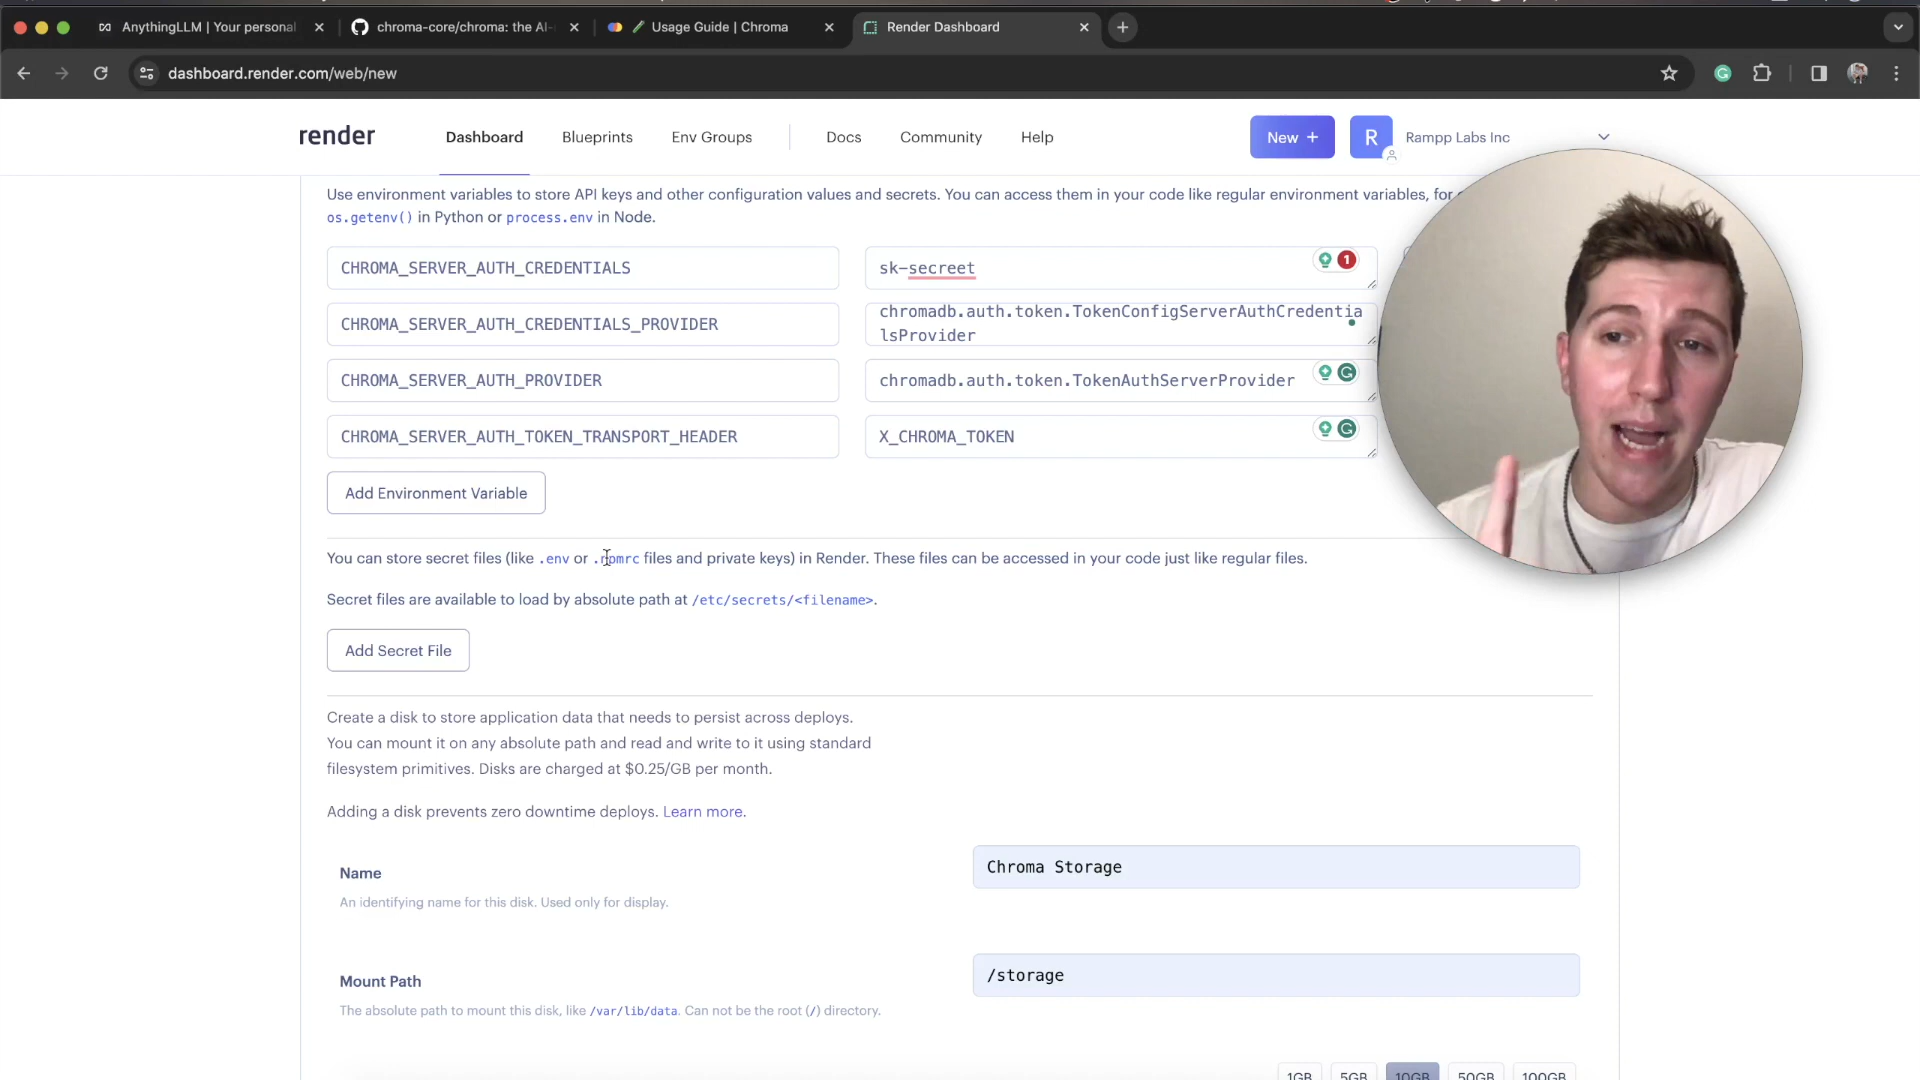 AnythingLLM | Your personal
chroma-core/chroma: the AI-
Usage Guide | Chroma
Render Dashboard
dashboard.render.com/web/new
render
Dashboard
Blueprints
Env Groups
Docs
Community
Help
New +
R
Rampp Labs Inc
Use environment variables to store API keys and other configuration values and secrets. You can access them in your code like regular environment variables, for
os.getenv() in Python or process.env in Node.
CHROMA_SERVER_AUTH_CREDENTIALS
sk-secreet
1
CHROMA_SERVER_AUTH_CREDENTIALS_PROVIDER
chromadb.auth.token.TokenConfigServerAuthCredentia
lsProvider
CHROMA_SERVER_AUTH_PROVIDER
chromadb.auth.token.TokenAuthServerProvider
CHROMA_SERVER_AUTH_TOKEN_TRANSPORT_HEADER
X_CHROMA_TOKEN
Add Environment Variable
You can store secret files (like .env or .npmrc files and private keys) in Render. These files can be accessed in your code just like regular files.
Secret files are available to load by absolute path at /etc/secrets/<filename>.
Add Secret File
Create a disk to store application data that needs to persist across deploys.
You can mount it on any absolute path and read and write to it using standard
filesystem primitives. Disks are charged at $0.25/GB per month.
Adding a disk prevents zero downtime deploys. Learn more.
Name
Chroma Storage
An identifying name for this disk. Used only for display.
Mount Path
/storage
The absolute path to mount this disk, like /var/lib/data. Can not be the root (/) directory.
1GB
5GB
10GB
50GB
100GB